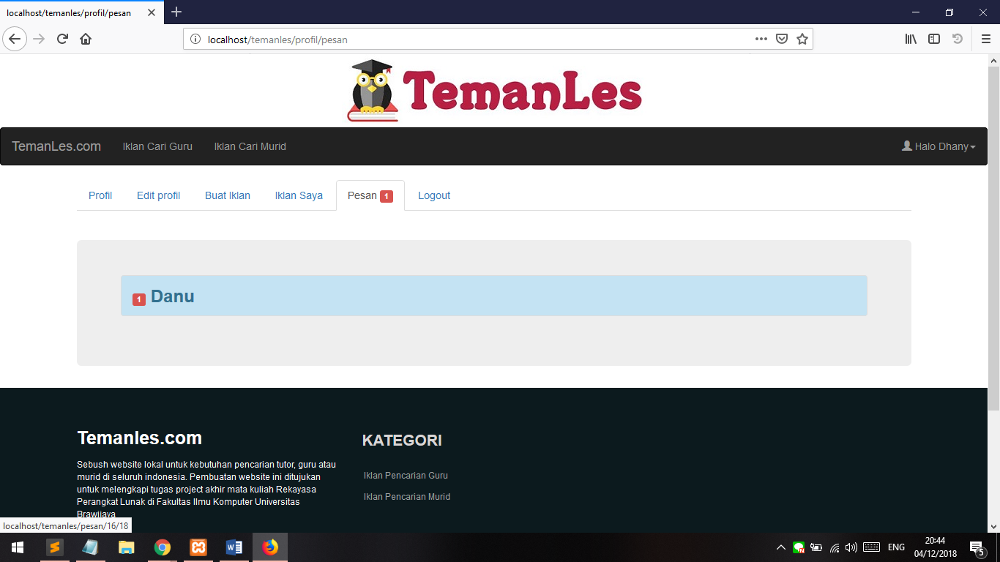 localhost/temanles/profil/pesan
localhost/temanles/profil/pesan
TemanLes
TemanLes.com Iklan Cari Guru Iklan Cari Murid Halo Dhany
Profil Edit profil Buat Iklan Iklan Saya Pesan 1 Logout
1 Danu
Temanles.com
Sebush website lokal untuk kebutuhan pencarian tutor, guru atau
murid di seluruh indonesia. Pembuatan website ini ditujukan
untuk melengkapi tugas project akhir mata kuliah Rekayasa
Perangkat Lunak di Fakultas Ilmu Komputer Universitas
Brawijaya
KATEGORI
Iklan Pencarian Guru
Iklan Pencarian Murid
localhost/temanles/pesan/16/18
ENG
20:44
04/12/2018
5